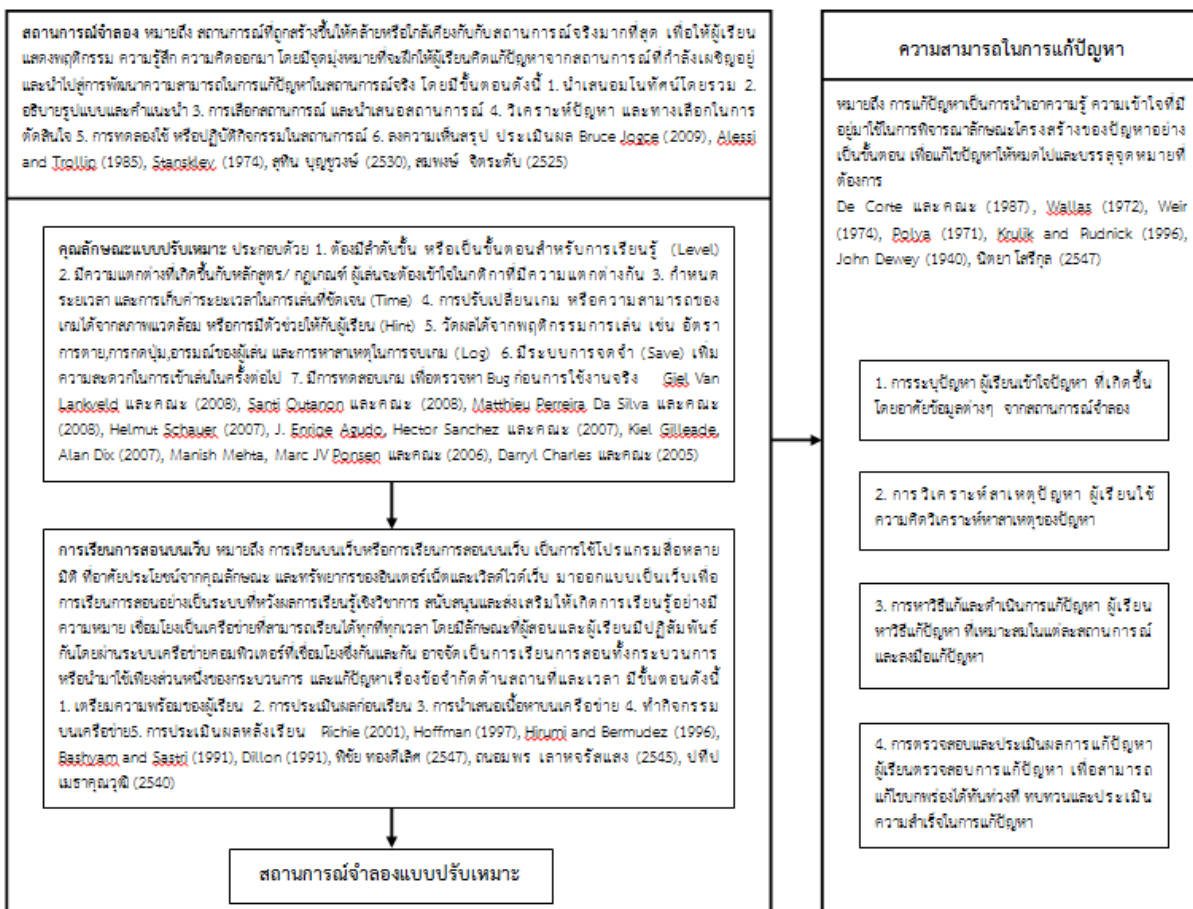 สถานการณ์จำลอง หมายถึง สถานการณ์ที่ถูกสร้างขึ้นให้คล้ายหรือใกล้เคียงกับกับสถานการณ์จริงมากที่สุด เพื่อให้ผู้เรียน
แสดงพฤติกรรม ความรู้สึก ความคิดออกมา โดยมีจุดมุ่งหมายที่จะฝึกให้ผู้เรียนคิดแก้ปัญหาจากสถานการณ์ที่กำลังเผชิญอยู่
และนำไปสู่การพัฒนาความสามารถในการแก้ปัญหาในสถานการณ์จริง โดยมีขั้นตอนดังนี้ 1. นำเสนอมโนทัศน์โดยรวม 2.
อธิบายรูปแบบและคำแนะนำ 3. การเลือกสถานการณ์ และนำเสนอสถานการณ์ 4. วิเคราะห์ปัญหา และทางเลือกในการ
ตัดสินใจ 5. การทดลองใช้ หรือปฏิบัติกิจกรรมในสถานการณ์ 6. ลงความเห็นสรุป ประเมินผล Bruce Jogce (2009), Alessi
and Trollip (1985), Stanskley, (1974), สุทิน บุญชูวงษ์ (2530), สมพงษ์ จิตระดับ (2525)
คุณลักษณะแบบปรับเหมาะ ประกอบด้วย 1. ต้องมีลำดับขั้น หรือเป็นขั้นตอนสำหรับการเรียนรู้ (Level)
2. มีความแตกต่างที่เกิดขึ้นกับหลักสูตร/ กฎเกณฑ์ ผู้เล่นจะต้องเข้าใจในกติกาที่มีความแตกต่างกัน 3. กำหนด
ระยะเวลา และการเก็บค่าระยะเวลาในการเล่นที่ชัดเจน (Time) 4. การปรับเปลี่ยนเกม หรือความสามารถของ
เกมได้จากสภาพแวดล้อม หรือการมีตัวช่วยให้กับผู้เรียน (Hint) 5. วัดผลได้จากพฤติกรรมการเล่น เช่น อัตรา
การตาย,การกดปุ่ม,อารมณ์ของผู้เล่น และการหาสาเหตุในการจบเกม (Log) 6. มีระบบการจดจำ (Save) เพิ่ม
ความสะดวกในการเข้าเล่นในครั้งต่อไป 7. มีการทดสอบเกม เพื่อตรวจหา Bug ก่อนการใช้งานจริง Giel Van
Lankveld และคณะ (2008), Santi Outanon และคณะ (2008), Matthieu Perreira, Da Silva และคณะ
(2008), Helmut Schauer (2007), J. Enriqe Agudo, Hector Sanchez และคณะ (2007), Kiel Gilleade,
Alan Dix (2007), Manish Mehta, Marc JV Ponsen และคณะ (2006), Darryl Charles และคณะ (2005)
การเรียนการสอนบนเว็บ หมายถึง การเรียนบนเว็บหรือการเรียนการสอนบนเว็บ เป็นการใช้โปรแกรมสื่อหลาย
มิติ ที่อาศัยประโยชน์จากคุณลักษณะ และทรัพยากรของอินเตอร์เน็ตและเวิลด์ไวด์เว็บ มาออกแบบเป็นเว็บเพื่อ
การเรียนการสอนอย่างเป็นระบบที่หวังผลการเรียนรู้เชิงวิชาการ สนับสนุนและส่งเสริมให้เกิดการเรียนรู้อย่างมี
ความหมาย เชื่อมโยงเป็นเครือข่ายที่สามารถเรียนได้ทุกที่ทุกเวลา โดยมีลักษณะที่ผู้สอนและผู้เรียนมีปฏิสัมพันธ์
กันโดยผ่านระบบเครือข่ายคอมพิวเตอร์ที่เชื่อมโยงซึ่งกันและกัน อาจจัดเป็นการเรียนการสอนทั้งกระบวนการ
หรือนำมาใช้เพียงส่วนหนึ่งของกระบวนการ และแก้ปัญหาเรื่องข้อจำกัดด้านสถานที่และเวลา มีขั้นตอนดังนี้
1. เตรียมความพร้อมของผู้เรียน 2. การประเมินผลก่อนเรียน 3. การนำเสนอเนื้อหาบนเครือข่าย 4. ทำกิจกรรม
บนเครือข่าย5. การประเมินผลหลังเรียน Richie (2001), Hoffman (1997), Hirumi and Bermudez (1996),
Bashyam and Sastri (1991), Dillon (1991), พิชัย ทองดีเลิศ (2547), ถนอมพร เลาหจรัสแสง (2545), ปทีป
เมธาคุณวุฒิ (2540)
สถานการณ์จำลองแบบปรับเหมาะ
ความสามารถในการแก้ปัญหา
หมายถึง การแก้ปัญหาเป็นการนำเอาความรู้ ความเข้าใจที่มี
อยู่มาใช้ในการพิจารณาลักษณะโครงสร้างของปัญหาอย่าง
เป็นขั้นตอน เพื่อแก้ไขปัญหาให้หมดไปและบรรลุจุดหมายที่
ต้องการ
De Corte และคณะ (1987), Wallas (1972), Weir
(1974), Polya (1971), Krulik and Rudnick (1996),
John Dewey (1940), นิตยา โสรีกุล (2547)
1. การระบุปัญหา ผู้เรียนเข้าใจปัญหา ที่เกิดขึ้น
โดยอาศัยข้อมูลต่างๆ จากสถานการณ์จำลอง
2. การวิเคราะห์สาเหตุปัญหา ผู้เรียนใช้
ความคิดวิเคราะห์หาสาเหตุของปัญหา
3. การหาวิธีแก้และดำเนินการแก้ปัญหา ผู้เรียน
หาวิธีแก้ปัญหา ที่เหมาะสมในแต่ละสถานการณ์
และลงมือแก้ปัญหา
4. การตรวจสอบและประเมินผลการแก้ปัญหา
ผู้เรียนตรวจสอบการแก้ปัญหา เพื่อสามารถ
แก้ไขบกพร่องได้ทันท่วงที ทบทวนและประเมิน
ความสำเร็จในการแก้ปัญหา